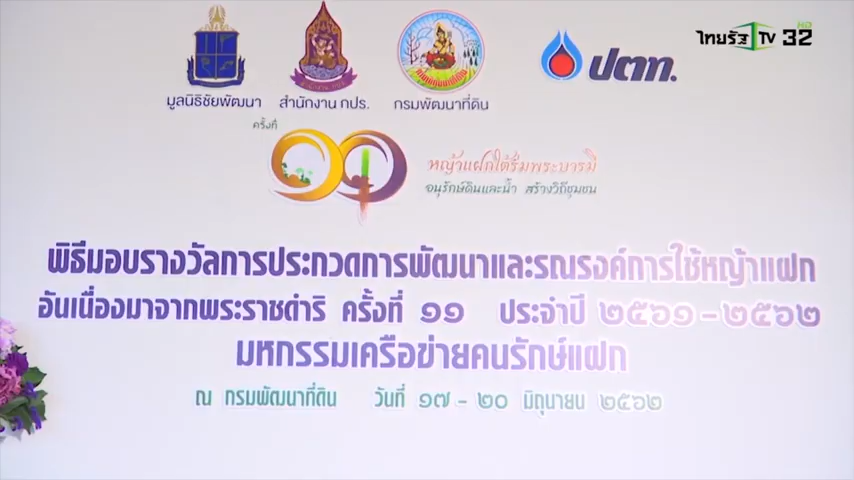 ไทยรัฐ TV 32 HD
ปตท.
มูลนิธิชัยพัฒนา สำนักงาน กปร. กรมพัฒนาที่ดิน
ครั้งที่
๑๑
หญ้าแฝกใต้ร่มพระบารมี
อนุรักษ์ดินและน้ำ สร้างวิถีชุมชน
พิธีมอบรางวัลการประกวดการพัฒนาและรณรงค์การใช้หญ้าแฝก
อันเนื่องมาจากพระราชดำริ ครั้งที่ ๑๑ ประจำปี ๒๕๖๑-๒๕๖๒
มหกรรมเครือข่ายคนรักษ์แฝก
ณ กรมพัฒนาที่ดิน วันที่ ๑๗ - ๒๐ มิถุนายน ๒๕๖๒